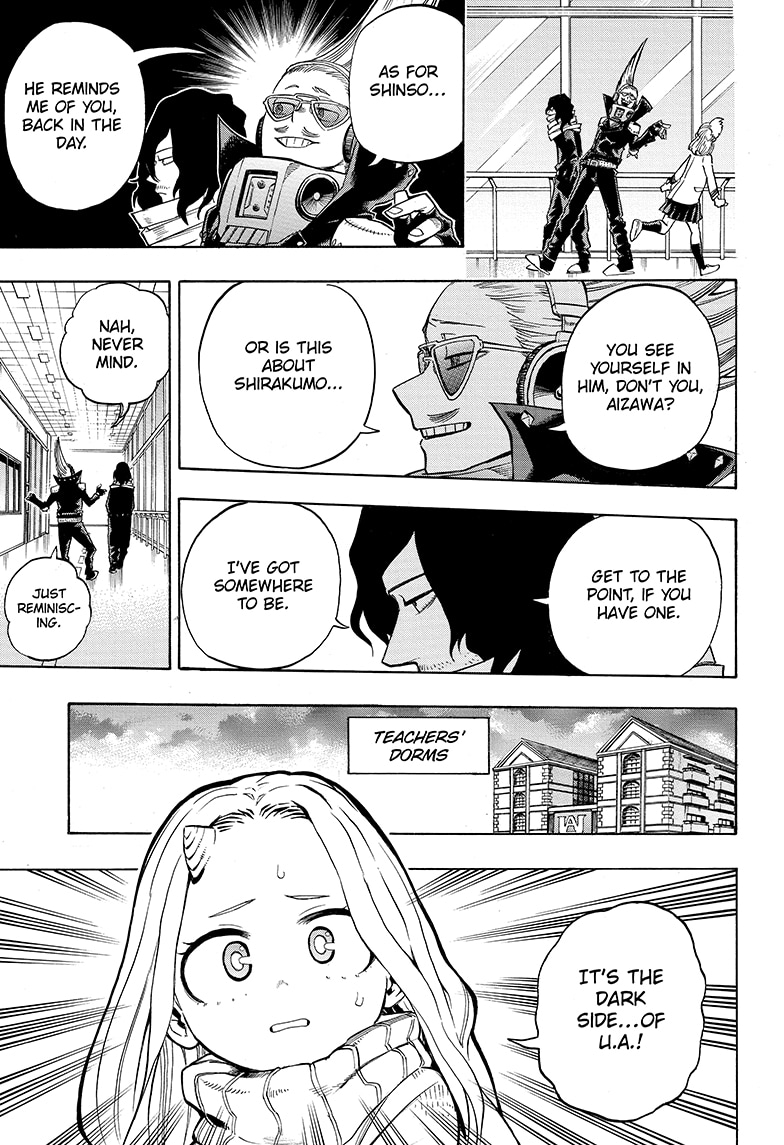 AS FOR
SHINSO...
HE REMINDS
ME OF YOU,
BACK IN THE
DAY.
YOU SEE
YOURSELF IN
HIM, DON'T YOU,
AIZAWA?
OR IS THIS
ABOUT
SHIRAKUMO...
GET TO THE
POINT, IF YOU
HAVE ONE.
I'VE GOT
SOMEWHERE
TO BE.
NAH,
NEVER
MIND.
JUST
REMINISC-
ING.
TEACHERS'
DORMS
UA
IT'S THE
DARK
SIDE...OF
U.A.!